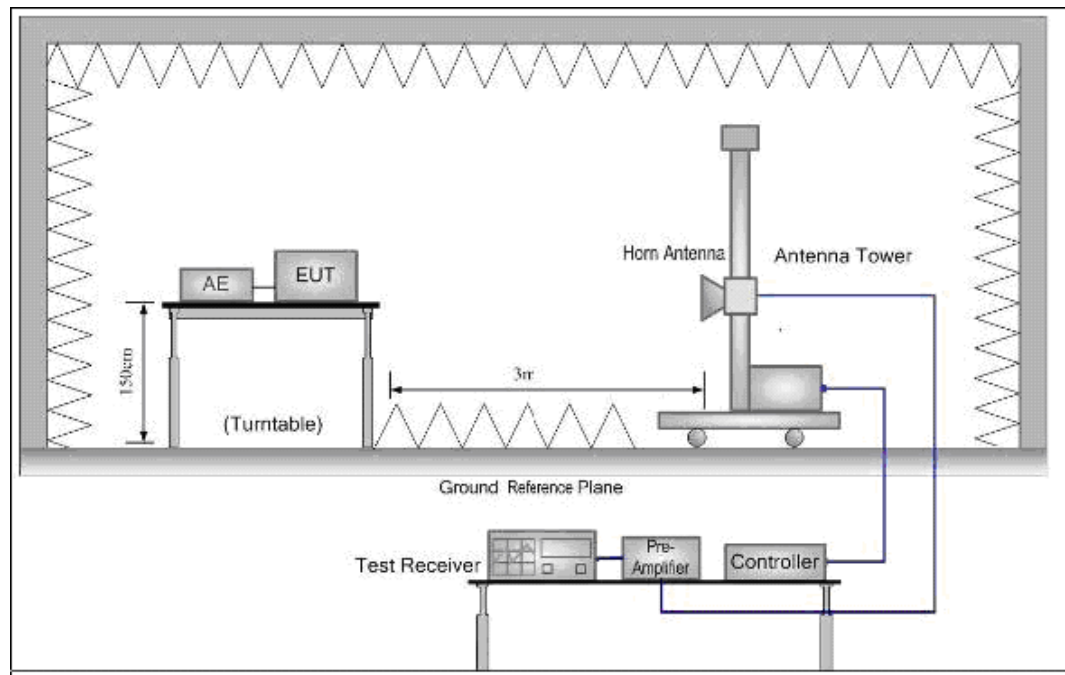 Horn Antenna
Antenna Tower
AE
EUT
150cm
3m
(Turntable)
Ground Reference Plane
Test Receiver
Pre-
Amplifier
Controller